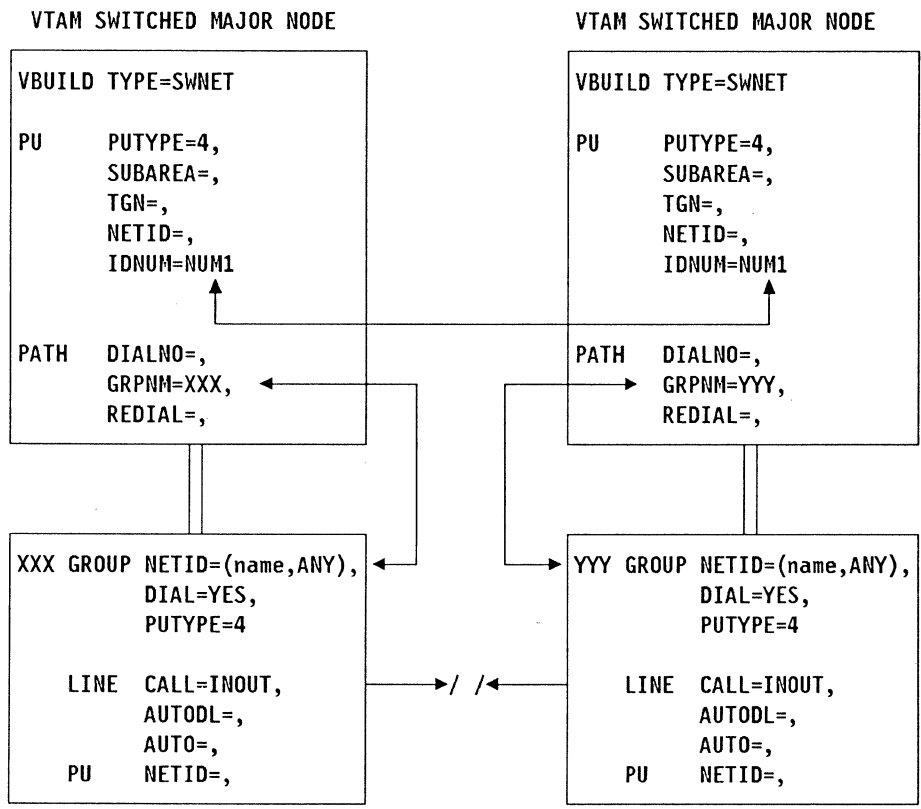 VTAM SWITCHED MAJOR NODE
VBUILD TYPE=SWNET
PU PUTYPE=4,
SUBAREA=,
TGN=,
NETID=,
IDNUM=NUM1
PATH DIALNO=,
GRPNM=XXX,
REDIAL=,
XXX GROUP NETID=(name,ANY),
DIAL=YES,
PUTYPE=4
LINE CALL=INOUT,
AUTODL=,
AUTO=,
PU NETID=,
/ /
VTAM SWITCHED MAJOR NODE
VBUILD TYPE=SWNET
PU PUTYPE=4,
SUBAREA=,
TGN=,
NETID=,
IDNUM=NUM1
PATH DIALNO=,
GRPNM=YYY,
REDIAL=,
YYY GROUP NETID=(name,ANY),
DIAL=YES,
PUTYPE=4
LINE CALL=INOUT,
AUTODL=,
AUTO=,
PU NETID=,